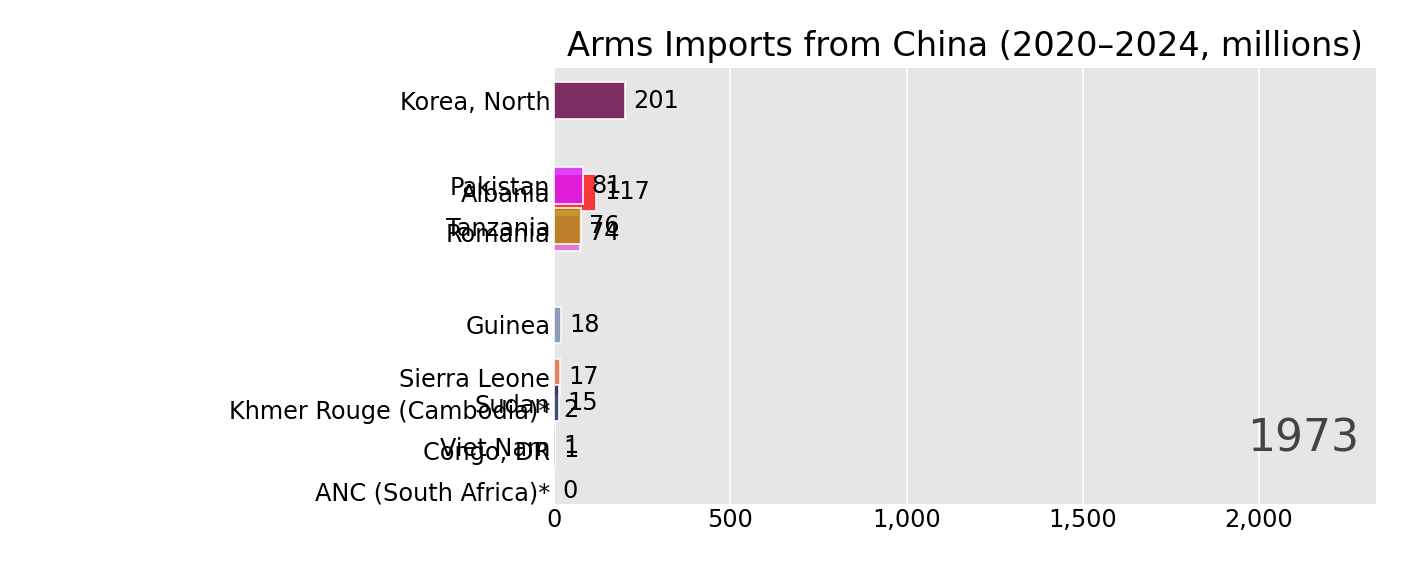 Arms Imports from China (2020–2024, millions)
Korea, North 201
Pakistan 81
Albania 117
Tanzania 76
Romania 74
Guinea 18
Sierra Leone 17
Sudan 15
Khmer Rouge (Cambodia)* 2
Viet Nam 1
Congo, DR 1
ANC (South Africa)* 0
1973
0 500 1,000 1,500 2,000